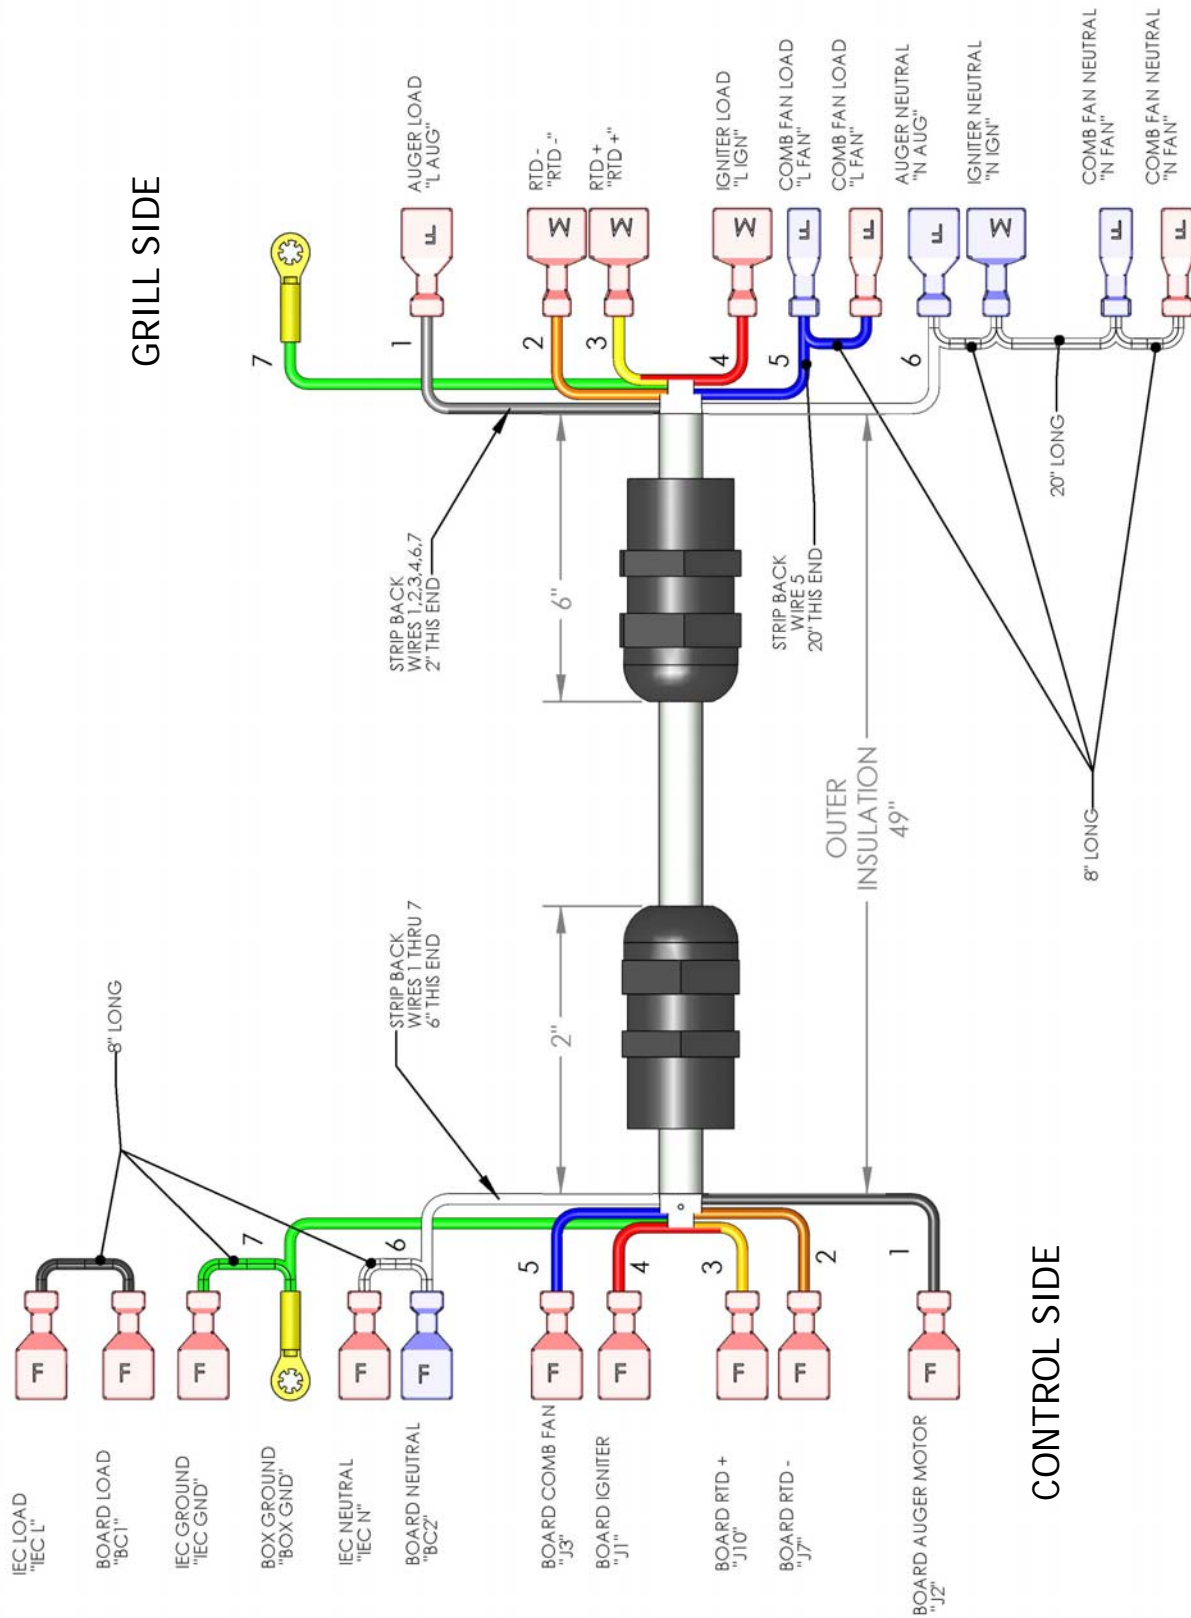 GRILL SIDE
7
AUGER LOAD
"L AUG"
1
RTD -
"RTD -"
2
RTD +
"RTD +"
3
IGNITER LOAD
"L IGN"
4
COMB FAN LOAD
"L FAN"
5
COMB FAN LOAD
"L FAN"
AUGER NEUTRAL
"N AUG"
6
IGNITER NEUTRAL
"N IGN"
COMB FAN NEUTRAL
"N FAN"
COMB FAN NEUTRAL
"N FAN"
F
M
M
M
F
F
F
M
F
F
STRIP BACK
WIRES 1,2,3,4,6,7
2" THIS END
6"
STRIP BACK
WIRE 5
20" THIS END
20" LONG
8" LONG
OUTER
INSULATION
49"
8" LONG
STRIP BACK
WIRES 1 THRU 7
6" THIS END
2"
IEC LOAD
"IEC L"
F
BOARD LOAD
"BC1"
F
IEC GROUND
"IEC GND"
F
7
BOX GROUND
"BOX GND"
IEC NEUTRAL
"IEC N"
F
6
BOARD NEUTRAL
"BC2"
F
BOARD COMB FAN
"J3"
F
5
BOARD IGNITER
"J1"
F
4
BOARD RTD +
"J10"
F
3
BOARD RTD -
"J7"
F
2
BOARD AUGER MOTOR
"J2"
F
1
CONTROL SIDE